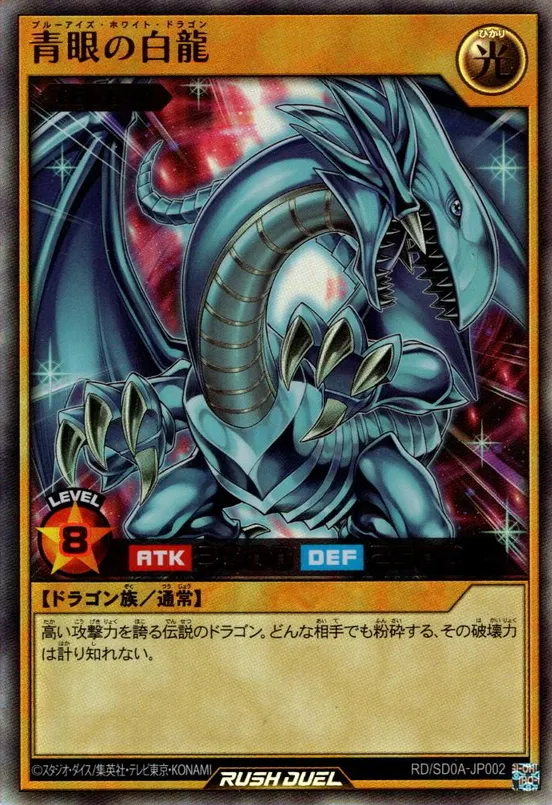 ブルーアイズ・ホワイト・ドラゴン
青眼の白龍
ひかり
光
LEVEL
8
ATK
DEF
【ドラゴン族／通常】
高い攻撃力を誇る伝説のドラゴン。どんな相手でも粉砕する、その破壊力
は計り知れない。
©スタジオ・ダイス/集英社・テレビ東京・KONAMI
RUSH DUEL
RD/SD0A-JP002